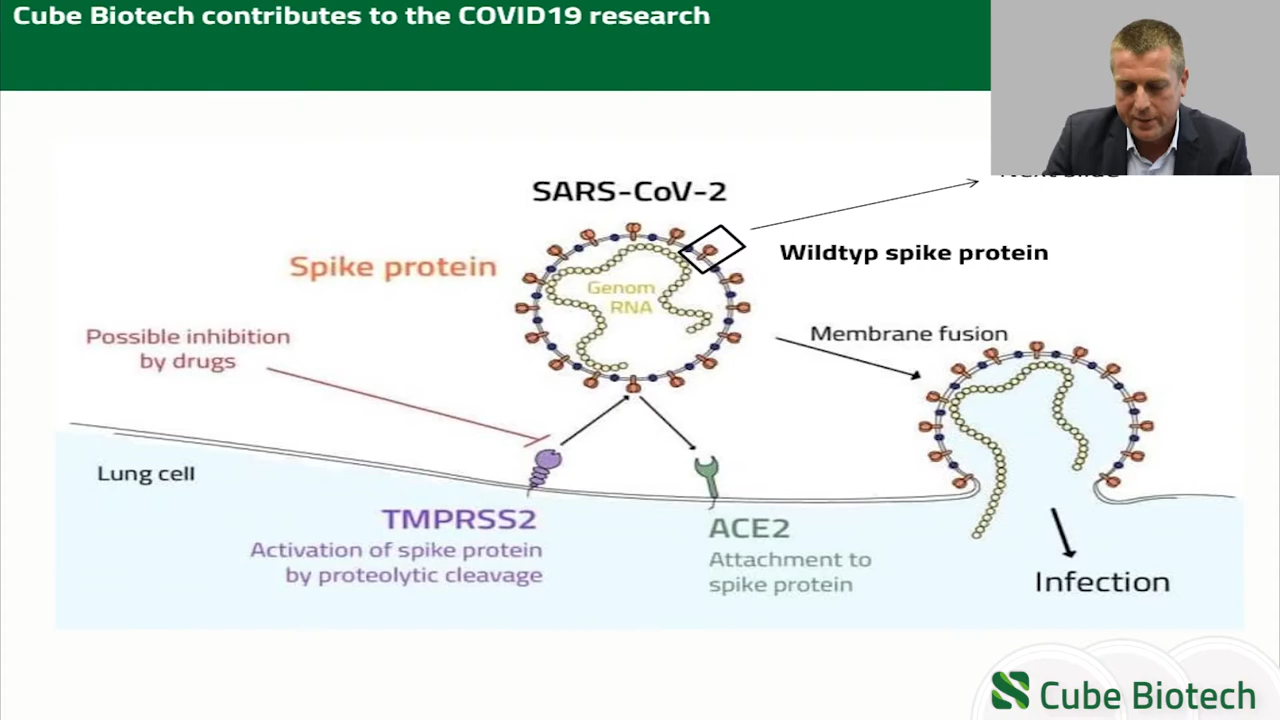 Cube Biotech contributes to the COVID19 research
SARS-CoV-2
Wildtyp spike protein
Spike protein
Genom
RNA
Possible inhibition
by drugs
Membrane fusion
Lung cell
TMPRSS2
Activation of spike protein
by proteolytic cleavage
ACE2
Attachment to
spike protein
Infection
Cube Biotech